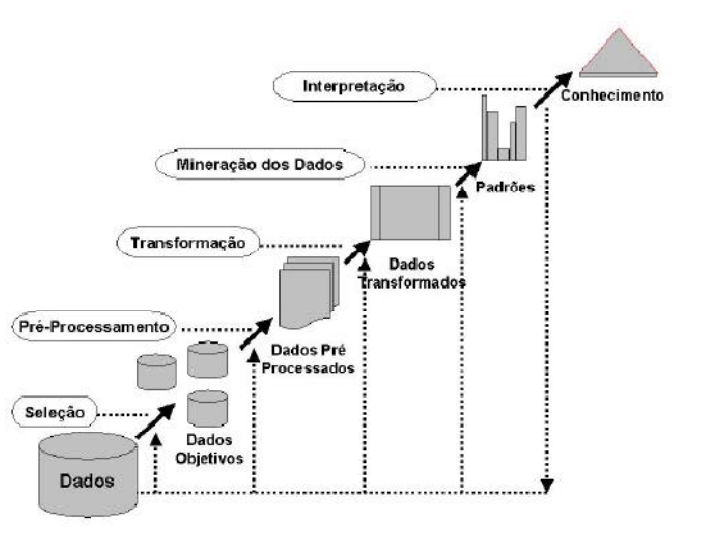 Interpretação
Conhecimento
Mineração dos Dados
Padrões
Transformação
Dados
Transformados
Pré-Processamento
Dados Pré
Processados
Seleção
Dados
Objetivos
Dados